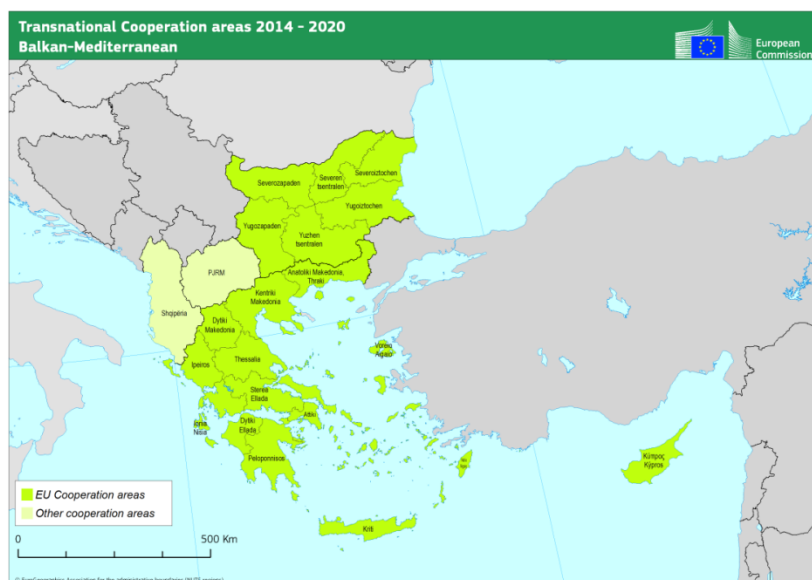 Transnational Cooperation areas 2014 - 2020
Balkan-Mediterranean
European
Commission
Severozapaden
Severen
tsentralen
Severoiztochen
Yugoiztochen
Yugozapaden
Yuzhen
tsentralen
FJRM
Shqipëria
Anatoliki Makedonia,
Thraki
Kentriki
Makedonia
Dytiki
Makedonia
Ipeiros
Thessalia
Voreio
Aigaio
Sterea
Ellada
Ionia
Nisia
Dytiki
Ellada
Attiki
Peloponnisos
Κύπρος
Kýpros
Kriti
EU Cooperation areas
Other cooperation areas
0
500 Km